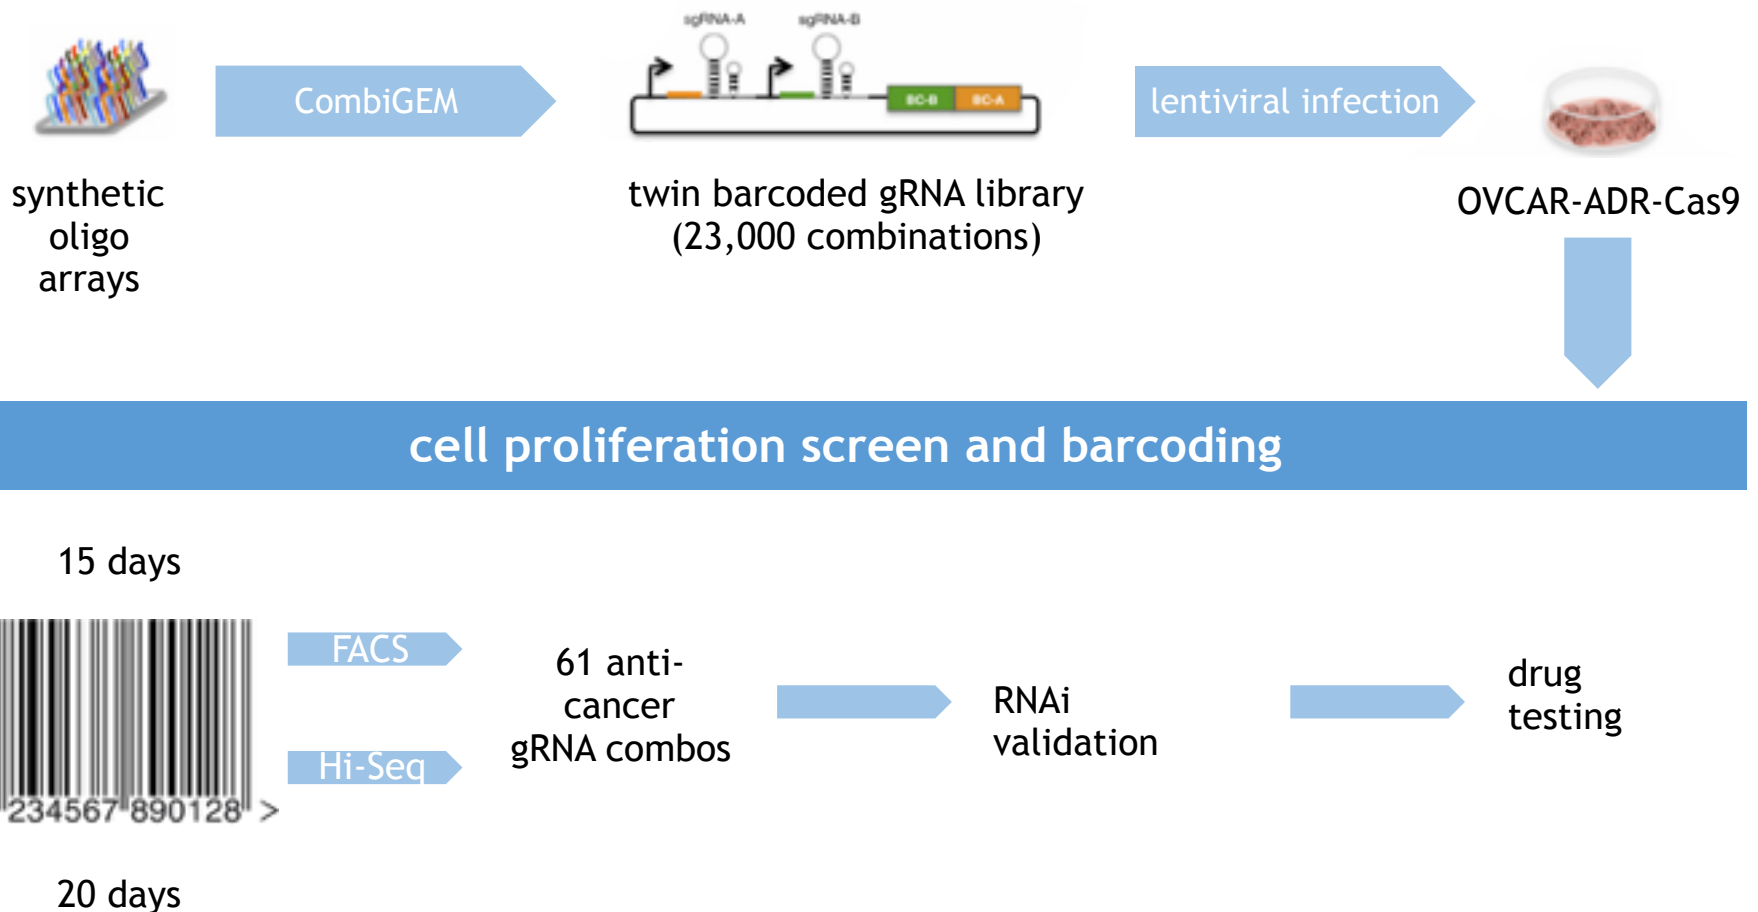 sgRNA-A
sgRNA-B
CombiGEM
BC-B
BC-A
lentiviral infection
synthetic
oligo
arrays
twin barcoded gRNA library
(23,000 combinations)
OVCAR-ADR-Cas9
cell proliferation screen and barcoding
15 days
FACS
Hi-Seq
234567 890128 >
20 days
61 anti-
cancer
gRNA combos
RNAi
validation
drug
testing